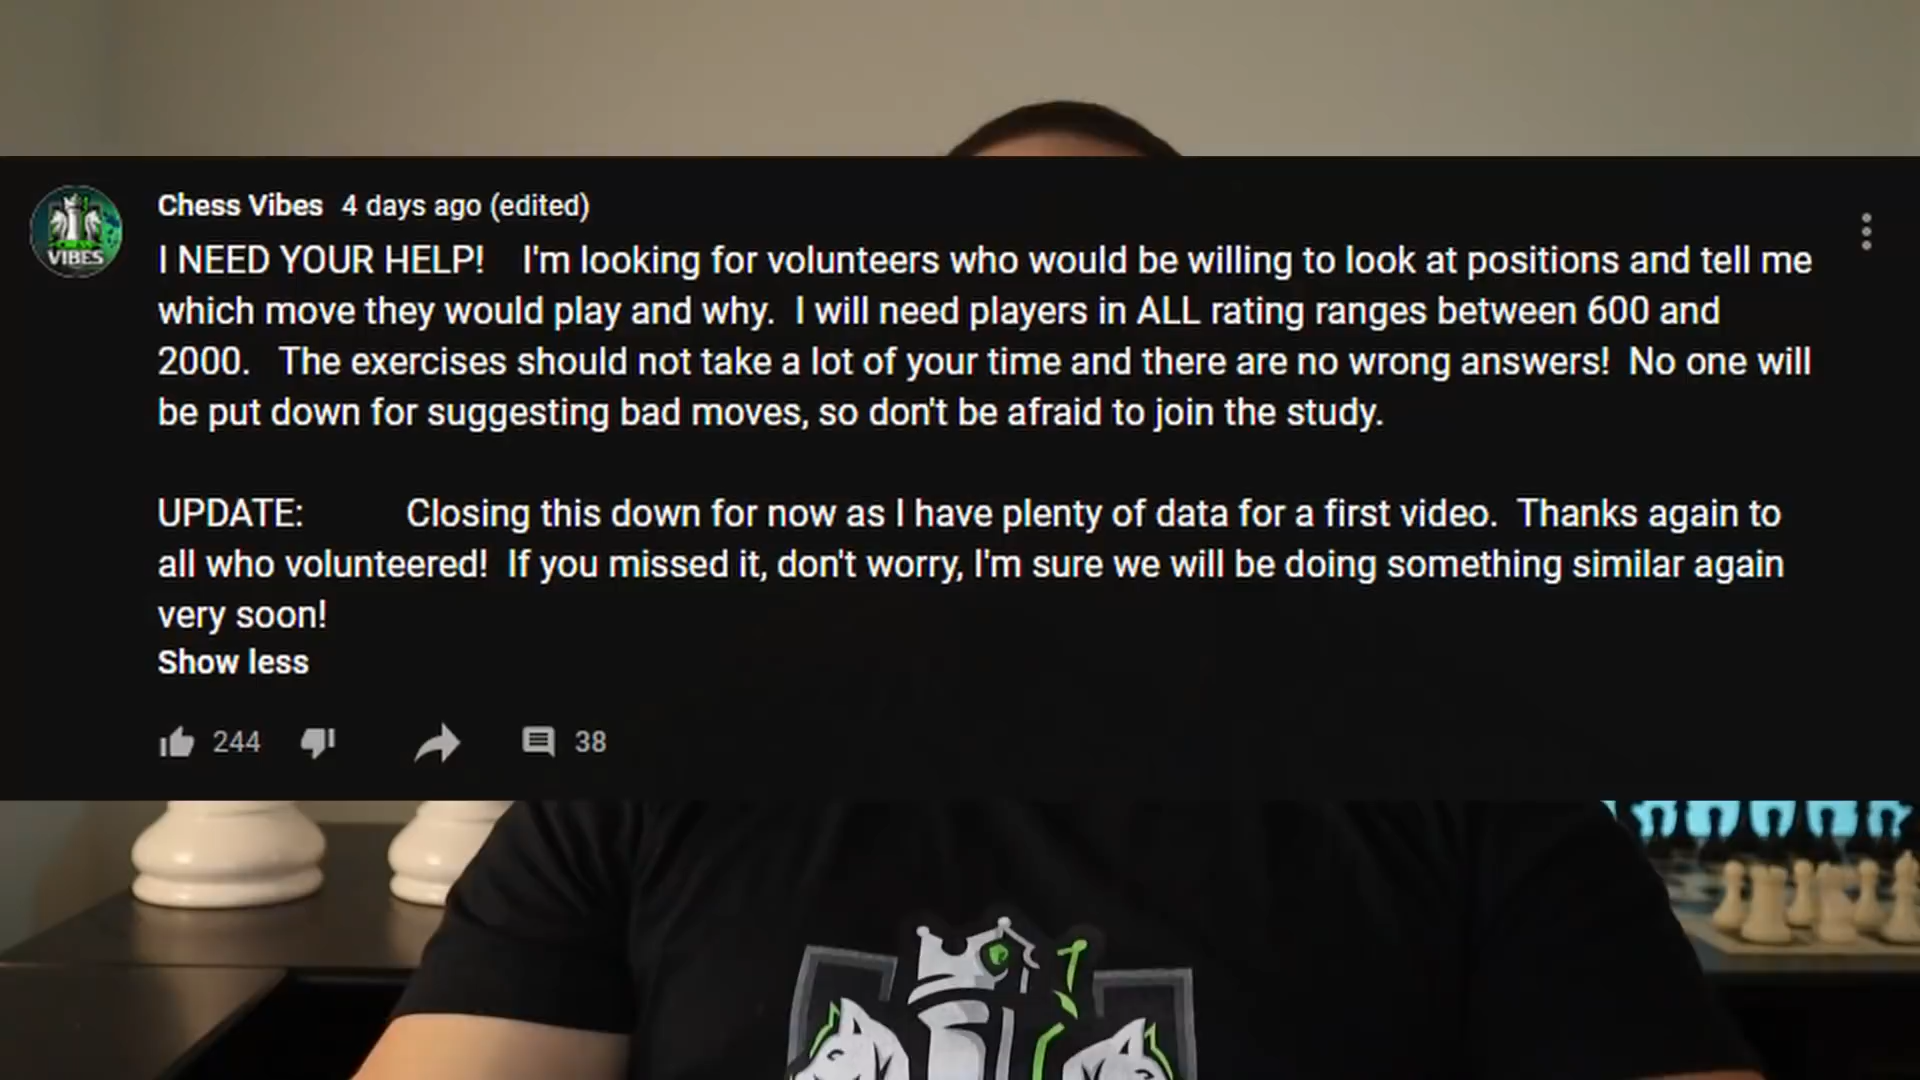 Chess Vibes 4 days ago (edited)
I NEED YOUR HELP! I'm looking for volunteers who would be willing to look at positions and tell me
which move they would play and why. I will need players in ALL rating ranges between 600 and
2000. The exercises should not take a lot of your time and there are no wrong answers! No one will
be put down for suggesting bad moves, so don't be afraid to join the study.
UPDATE: Closing this down for now as I have plenty of data for a first video. Thanks again to
all who volunteered! If you missed it, don't worry, I'm sure we will be doing something similar again
very soon!
Show less
244 38
VIBES